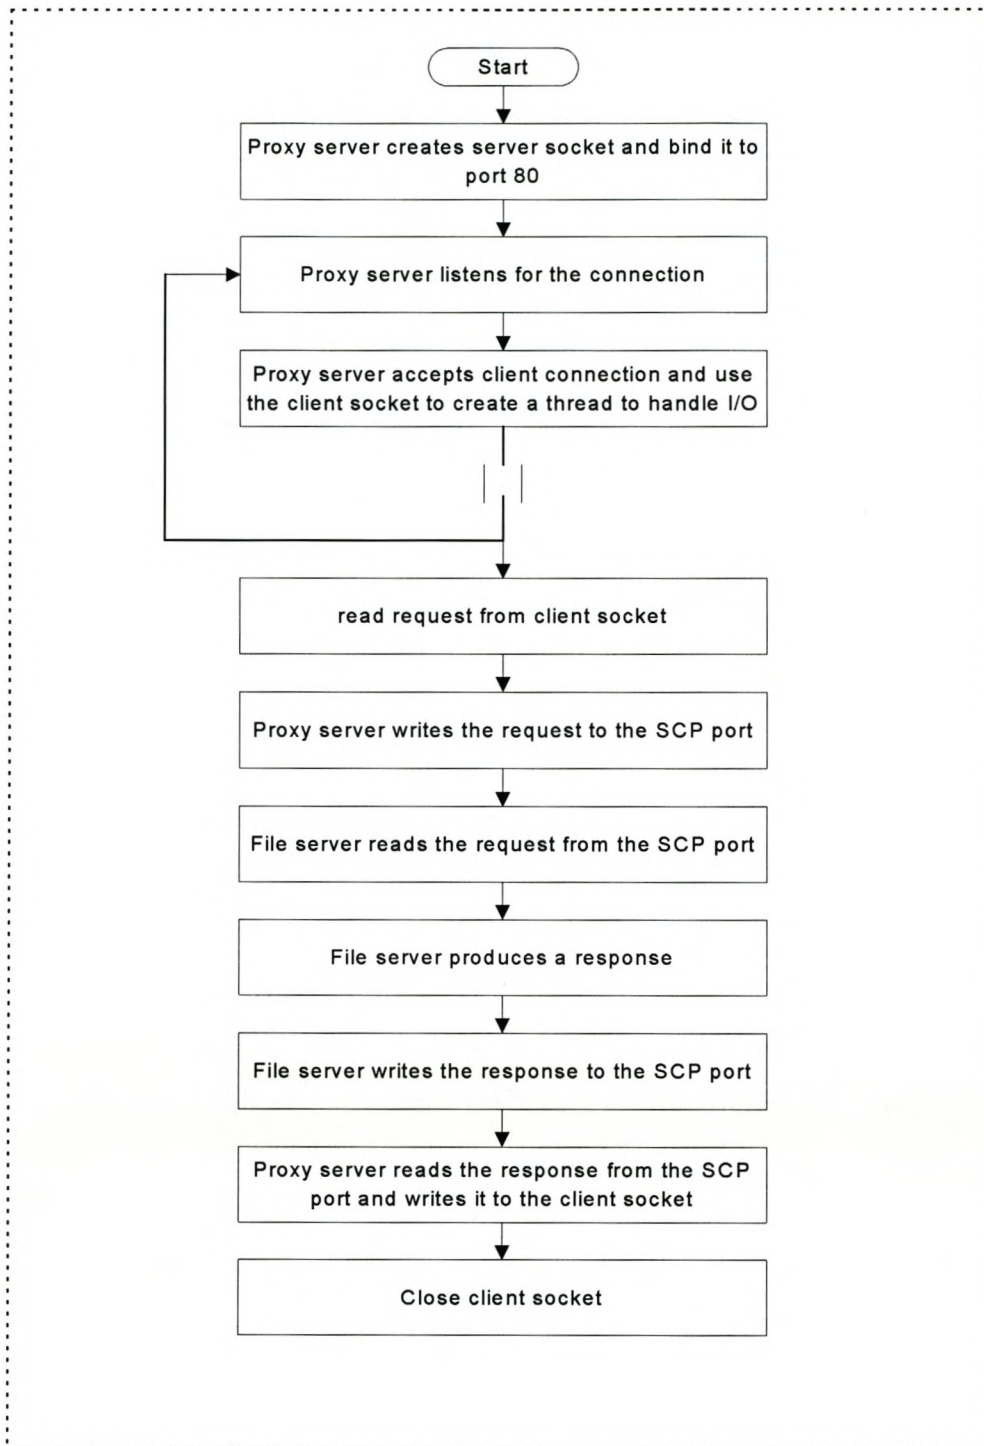 Start
Proxy server creates server socket and bind it to
port 80
Proxy server listens for the connection
Proxy server accepts client connection and use
the client socket to create a thread to handle I/O
read request from client socket
Proxy server writes the request to the SCP port
File server reads the request from the SCP port
File server produces a response
File server writes the response to the SCP port
Proxy server reads the response from the SCP
port and writes it to the client socket
Close client socket